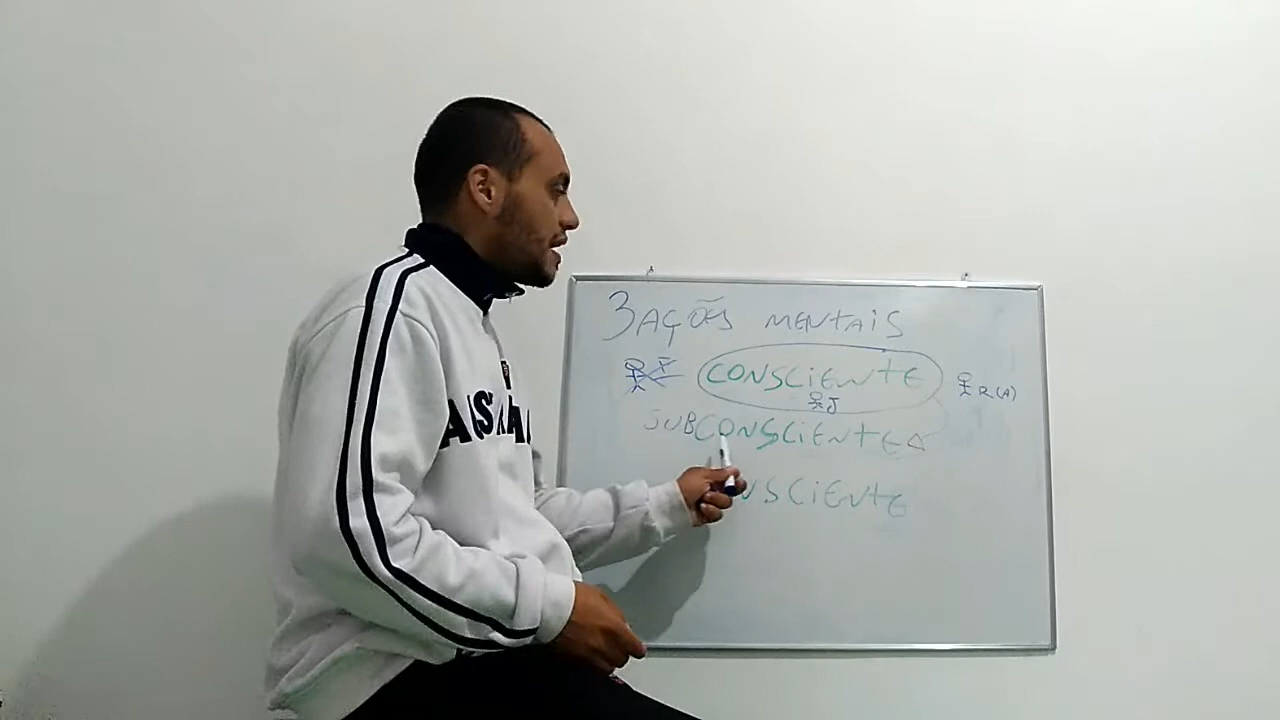 3 AÇÕES MENTAIS
CONSCIENTE
J
R(A)
SUBCONSCIENTE
NSCIENTE